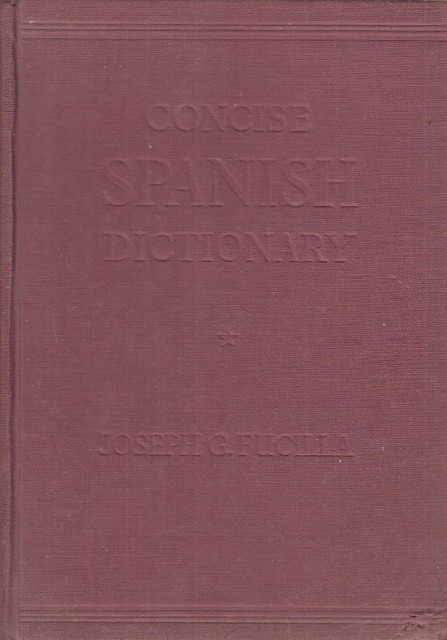 CONCISE
SPANISH
DICTIONARY
JOSEPH G. FUCILLA